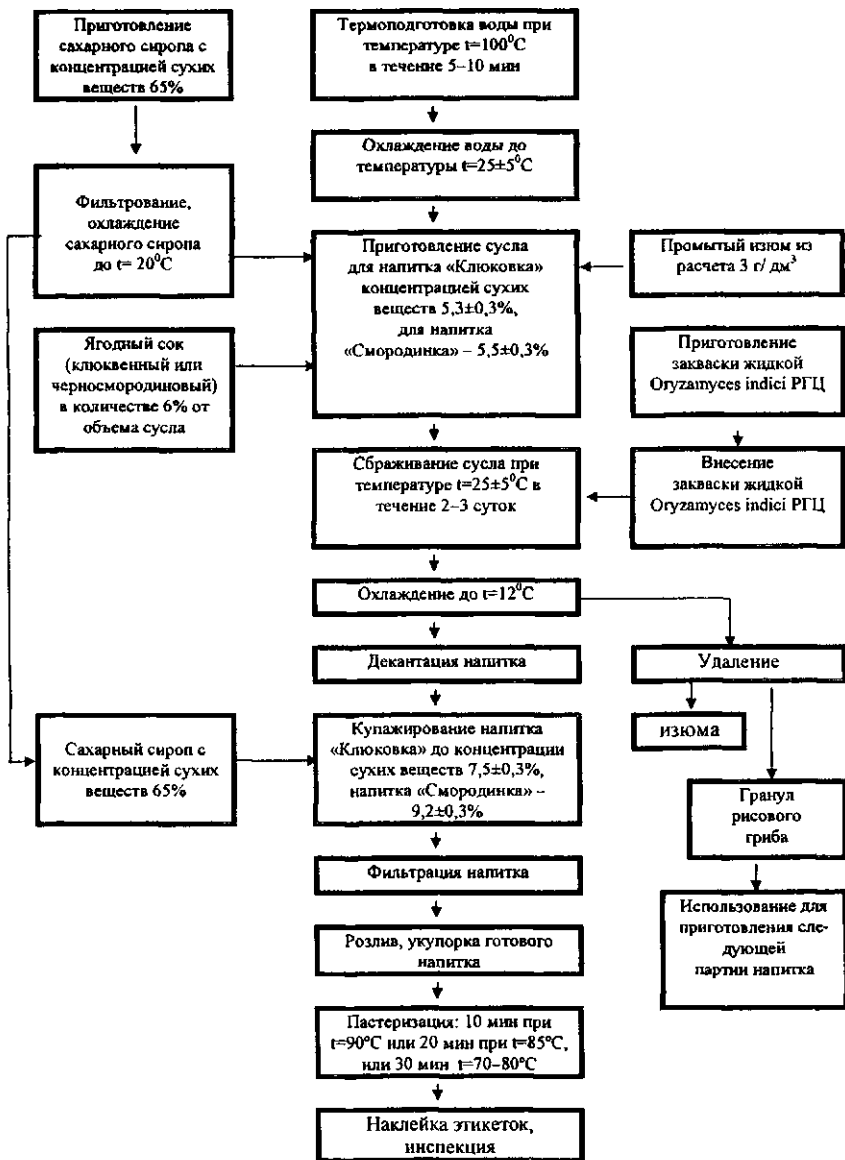 Приготовление
сахарного сиропа с
концентрацией сухих
веществ 65%
Термоподготовка воды при
температуре t=100⁰С
в течение 5–10 мин
Охлаждение воды до
температуры t=25±5⁰С
Фильтрование,
охлаждение
сахарного сиропа
до t= 20⁰С
Приготовление сусла
для напитка «Клюковка»
концентрацией сухих
веществ 5,3±0,3%,
для напитка
«Смородинка» – 5,5±0,3%
Промытый изюм из
расчета 3 г/ дм³
Ягодный сок
(клюквенный или
черносмородиновый)
в количестве 6% от
объема сусла
Приготовление
закваски жидкой
Oryzamyces indici РГЦ
Сбраживание сусла при
температуре t=25±5⁰С в
течение 2–3 суток
Внесение
закваски жидкой
Oryzamyces indici РГЦ
Охлаждение до t=12⁰С
Декантация напитка
Удаление
изюма
Сахарный сироп с
концентрацией сухих
веществ 65%
Купажирование напитка
«Клюковка» до концентрации
сухих веществ 7,5±0,3%,
напитка «Смородинка» –
9,2±0,3%
Гранул
рисового
гриба
Фильтрация напитка
Использование для
приготовления сле-
дующей
партии напитка
Розлив, укупорка готового
напитка
Пастеризация: 10 мин при
t=90°С или 20 мин при t=85°С,
или 30 мин t=70–80°С
Наклейка этикеток,
инспекция